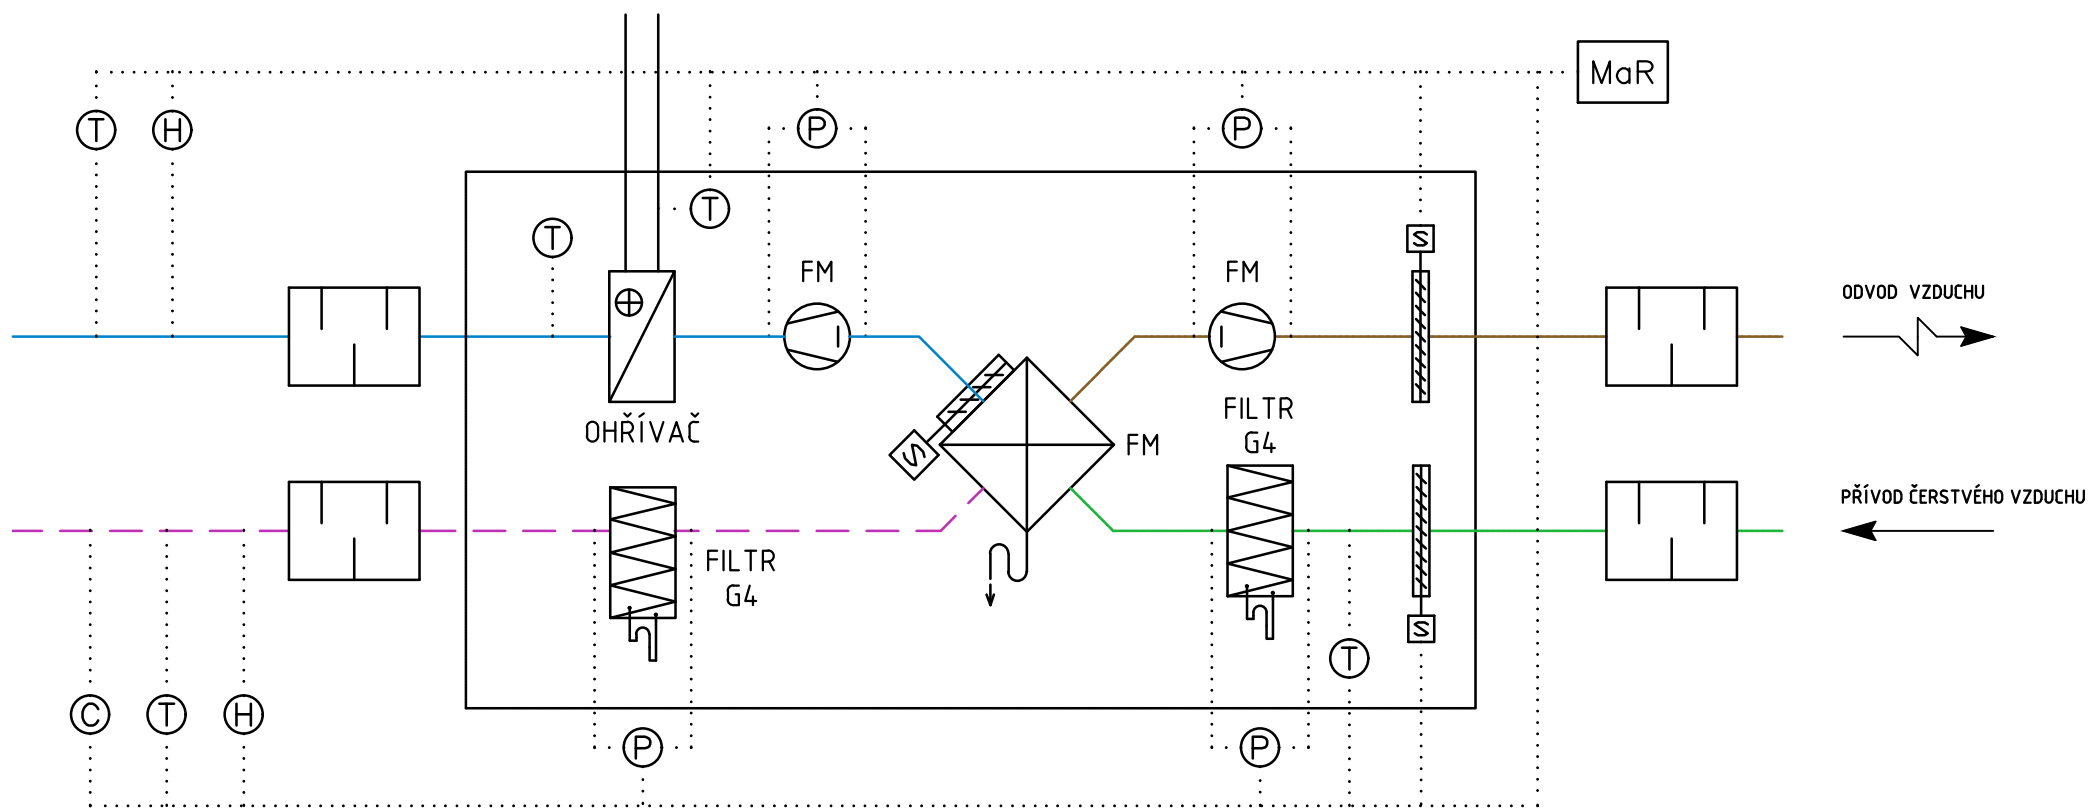 MaR
T
H
P
P
T
T
S
FM
FM
ODVOD VZDUCHU
FILTR
G4
OHŘÍVAČ
S
FM
PŘÍVOD ČERSTVÉHO VZDUCHU
FILTR
G4
S
T
C
T
H
P
P